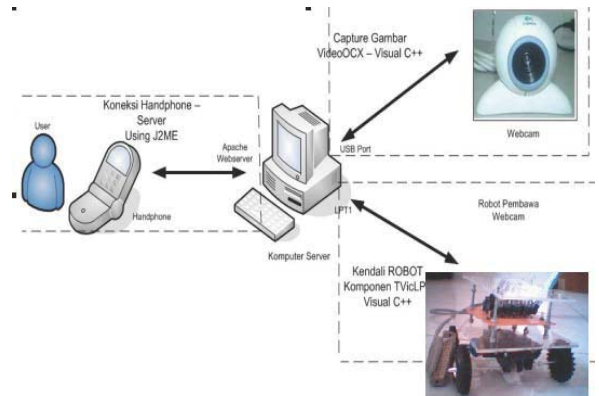 Capture Gambar
VideoOCX – Visual C++
Webcam
USB Port
Koneksi Handphone –
Server
Using J2ME
User
Apache
Webserver
Handphone
LPT1
Komputer Server
Robot Pembawa
Webcam
Kendali ROBOT
Komponen TVicLP
Visual C++